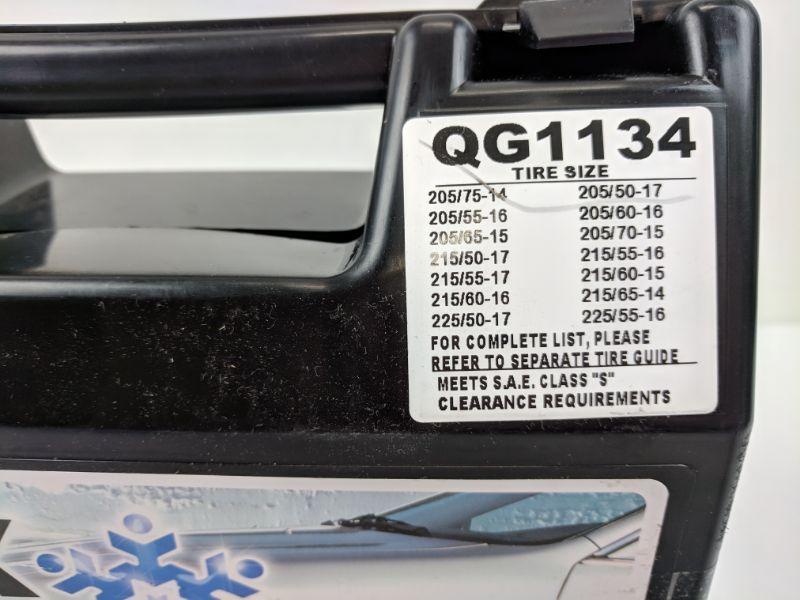 QG1134
TIRE SIZE
205/75-14 205/50-17
205/55-16 205/60-16
205/65-15 205/70-15
215/50-17 215/55-16
215/55-17 215/60-15
215/60-16 215/65-14
225/50-17 225/55-16
FOR COMPLETE LIST, PLEASE
REFER TO SEPARATE TIRE GUIDE
MEETS S.A.E. CLASS "S"
CLEARANCE REQUIREMENTS